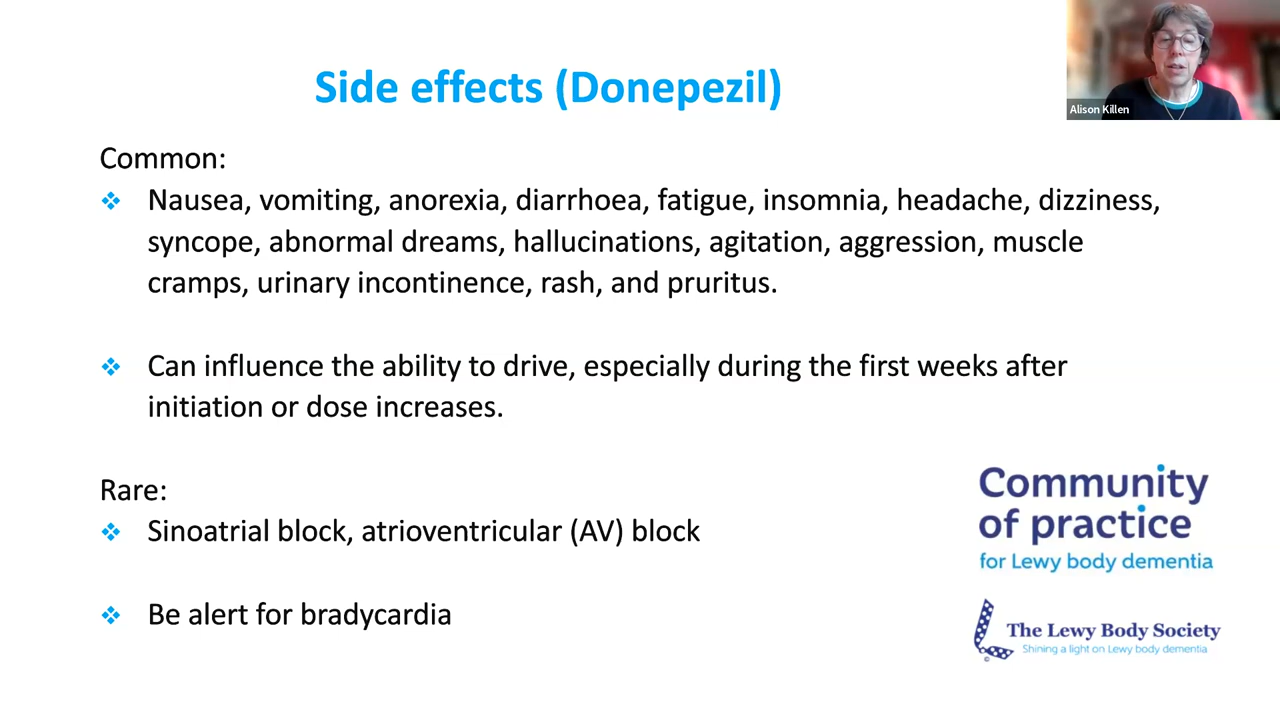 Side effects (Donepezil)
Alison Killen
Common:
❖ Nausea, vomiting, anorexia, diarrhoea, fatigue, insomnia, headache, dizziness,
syncope, abnormal dreams, hallucinations, agitation, aggression, muscle
cramps, urinary incontinence, rash, and pruritus.
❖ Can influence the ability to drive, especially during the first weeks after
initiation or dose increases.
Rare:
❖ Sinoatrial block, atrioventricular (AV) block
❖ Be alert for bradycardia
Community
of practice
for Lewy body dementia
The Lewy Body Society
Shining a light on Lewy body dementia
©